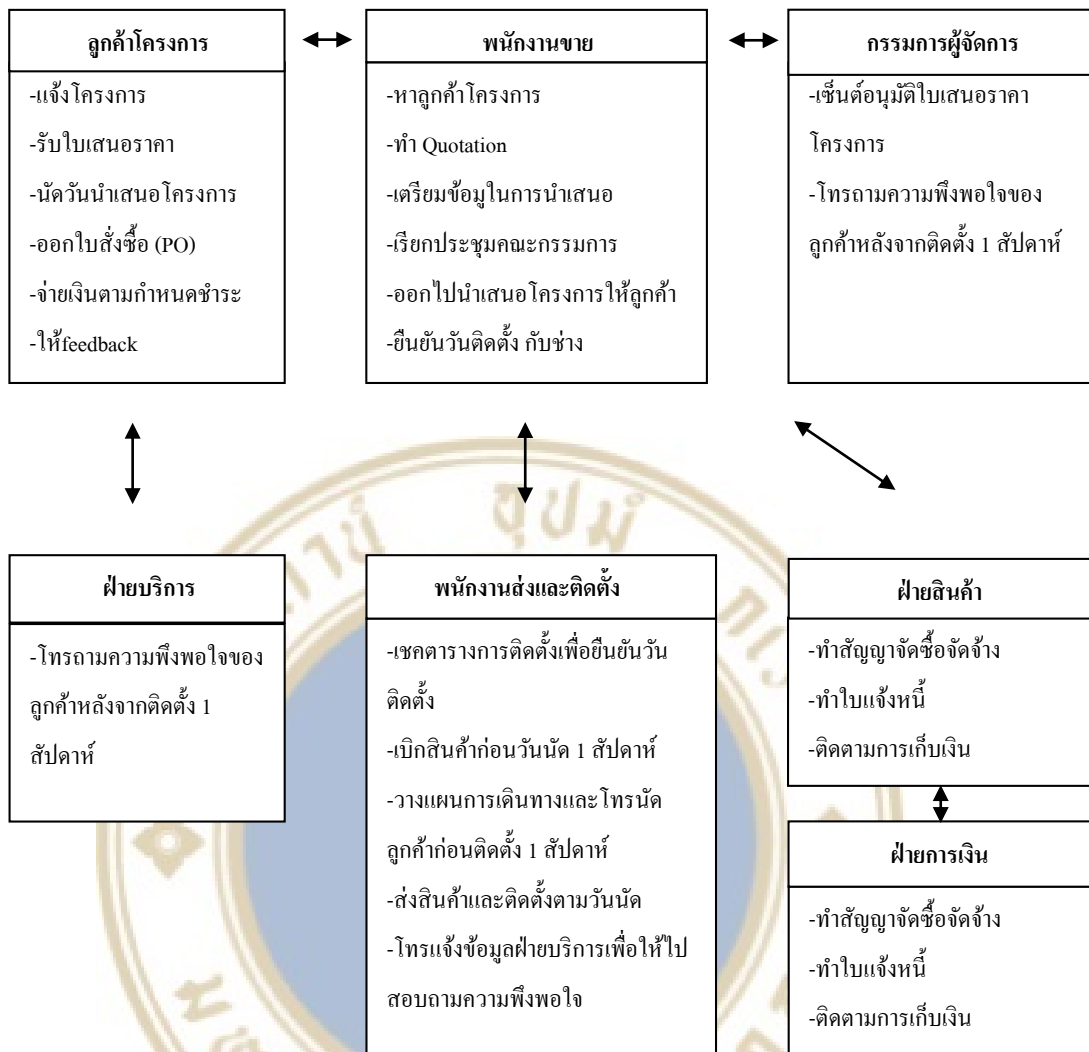 ลูกค้าโครงการ
-แจ้งโครงการ
-รับใบเสนอราคา
-นัดวันนำเสนอโครงการ
-ออกใบสั่งซื้อ (PO)
-จ่ายเงินตามกำหนดชำระ
-ให้feedback
พนักงานขาย
-หาลูกค้าโครงการ
-ทำ Quotation
-เตรียมข้อมูในการนำเสนอ
-เรียกประชุมคณะกรรมการ
-ออกไปนำเสนอโครงการให้ลูกค้า
-ยืนยันวันติดตั้ง กับช่าง
กรรมการผู้จัดการ
-เซ็นต์อนุมัติใบเสนอราคา
โครงการ
-โทรถามความพึงพอใจของ
ลูกค้าหลังจากติดตั้ง 1 สัปดาห์
ฝ่ายบริการ
-โทรถามความพึงพอใจของ
ลูกค้าหลังจากติดตั้ง 1
สัปดาห์
พนักงานส่งและติดตั้ง
-เชคตารางการติดตั้งเพื่อยืนยันวัน
ติดตั้ง
-เบิกสินค้าก่อนวันนัด 1 สัปดาห์
-วางแผนการเดินทางและโทรนัด
ลูกค้าก่อนติดตั้ง 1 สัปดาห์
-ส่งสินค้าและติดตั้งตามวันนัด
-โทรแจ้งข้อมูลฝ่ายบริการเพื่อให้ไป
สอบถามความพึงพอใจ
ฝ่ายสินค้า
-ทำสัญญาจัดซื้อจัดจ้าง
-ทำใบแจ้งหนี้
-ติดตามการเก็บเงิน
ฝ่ายการเงิน
-ทำสัญญาจัดซื้อจัดจ้าง
-ทำใบแจ้งหนี้
-ติดตามการเก็บเงิน
อุปมํ